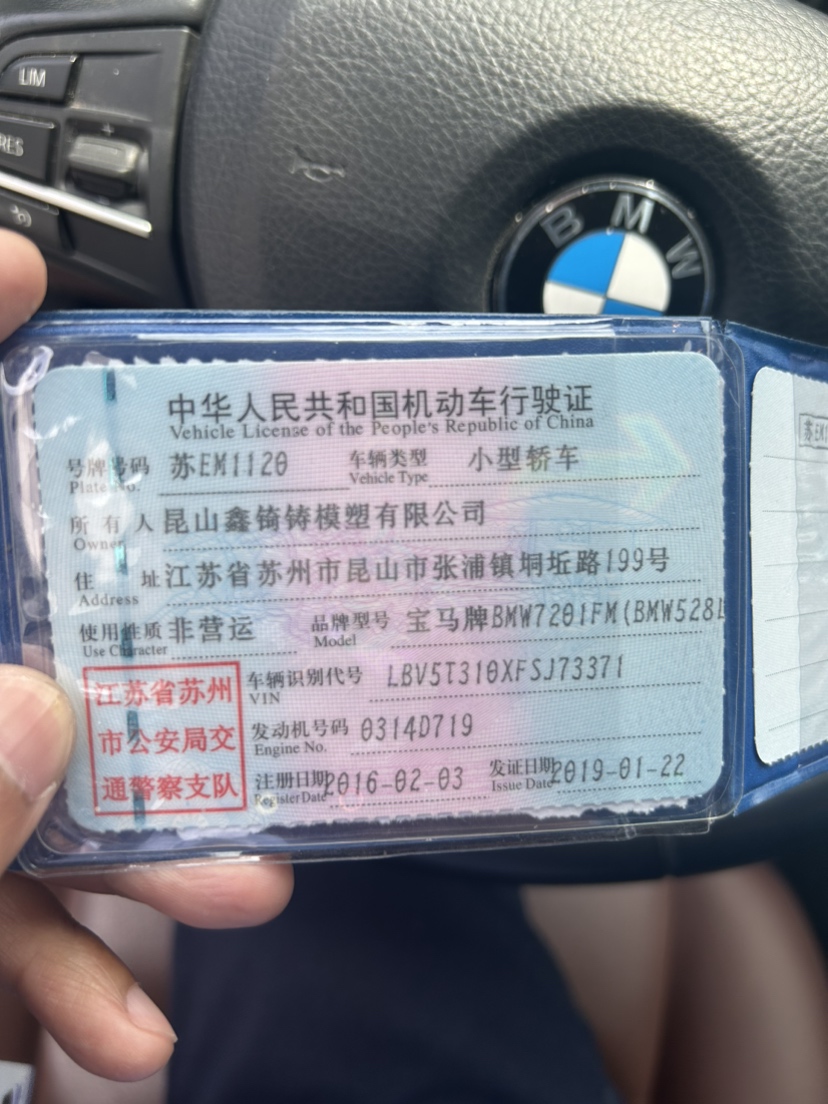 LIM
RES
BMW
中华人民共和国机动车行驶证
Vehicle License of the People's Republic of China
号牌号码 苏EM1120 车辆类型 小型轿车
Plate No. Vehicle Type
所有人 昆山鑫锜铸模塑有限公司
Owner
住址 江苏省苏州市昆山市张浦镇垌坵路199号
Address
使用性质 非营运 品牌型号 宝马牌BMW7201FM(BMW528L
Use Character Model
江苏省苏州
市公安局交
通警察支队
车辆识别代号 LBV5T310XFSJ73371
VIN
发动机号码 0314D719
Engine No.
注册日期 2016-02-03 发证日期 2019-01-22
Register Date Issue Date
苏EM1